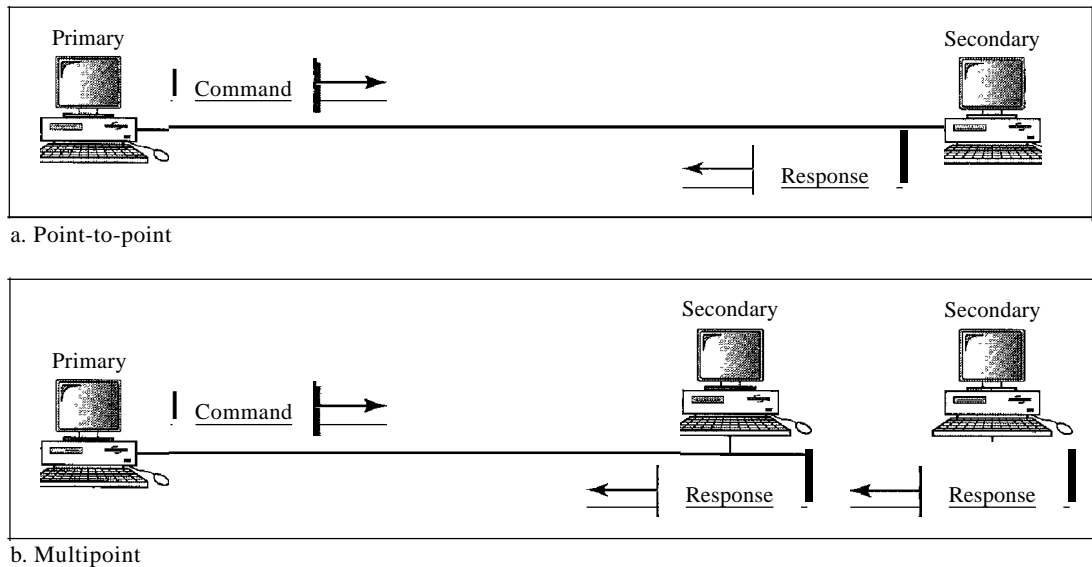 Primary
Secondary
Command
Response
a. Point-to-point
Secondary
Secondary
Primary
Command
Response
Response
b. Multipoint